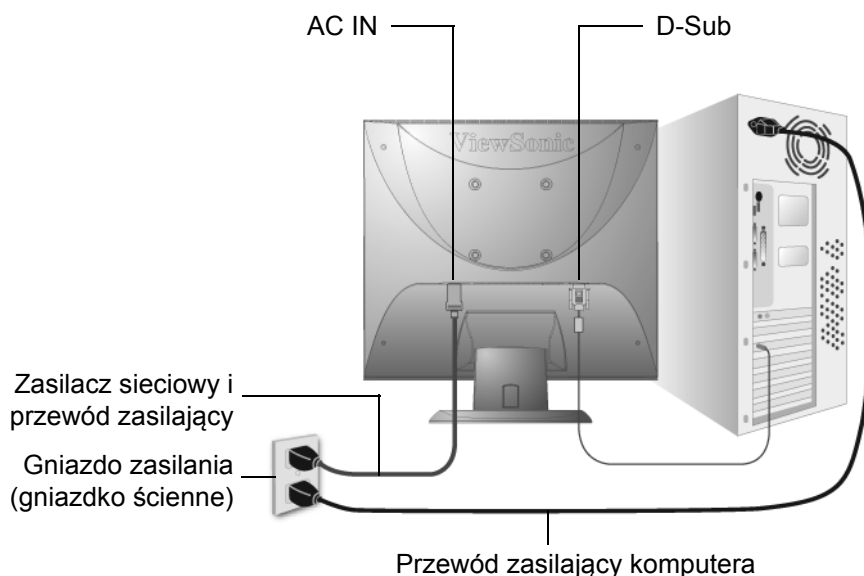 AC IN
D-Sub
ViewSonic
Zasilacz sieciowy i
przewód zasilający
Gniazdo zasilania
(gniazdko ścienne)
Przewód zasilający komputera